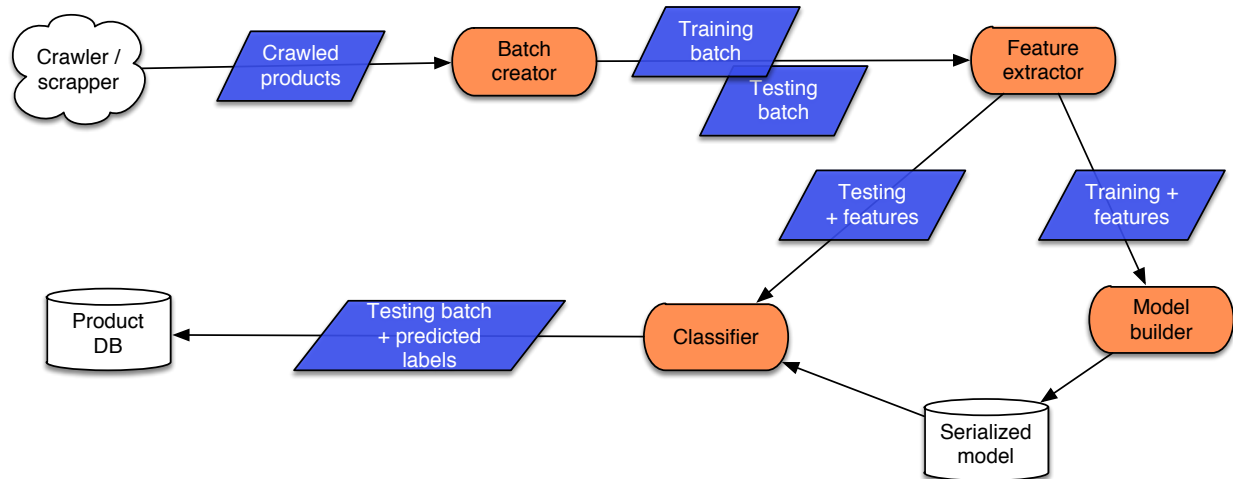 Crawler /
scrapper
Crawled
products
Batch
creator
Training
batch
Testing
batch
Feature
extractor
Testing
+ features
Training +
features
Product
DB
Testing batch
+ predicted
labels
Classifier
Model
builder
Serialized
model